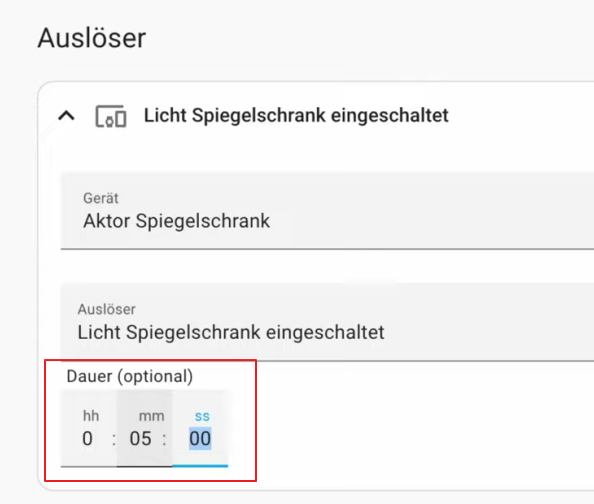 Auslöser
Licht Spiegelschrank eingeschaltet
Gerät
Aktor Spiegelschrank
Auslöser
Licht Spiegelschrank eingeschaltet
Dauer (optional)
hh mm ss
0 : 05 : 00